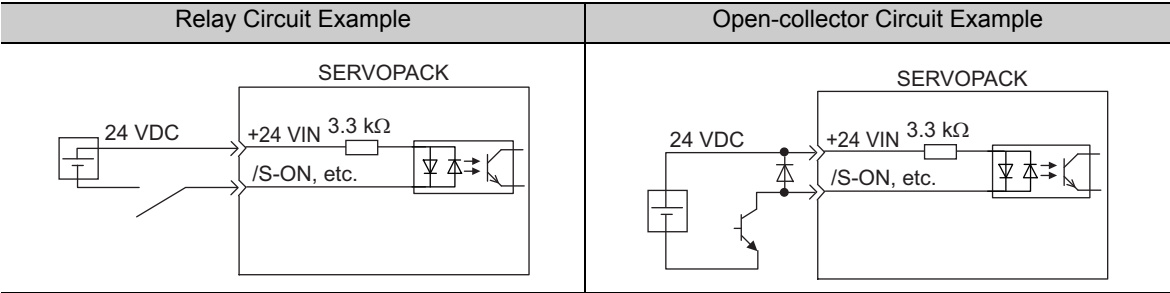 Relay Circuit Example
Open-collector Circuit Example
SERVOPACK
24 VDC
+24 VIN 3.3 kΩ
/S-ON, etc.
SERVOPACK
24 VDC
+24 VIN 3.3 kΩ
/S-ON, etc.